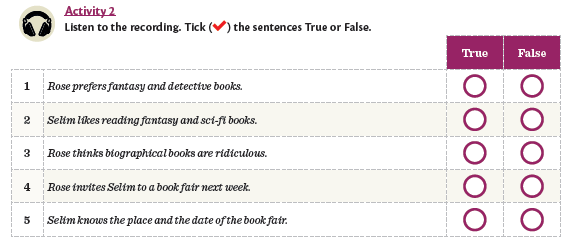 Activity 2
Listen to the recording. Tick (✔) the sentences True or False.
True False
1 Rose prefers fantasy and detective books.
2 Selim likes reading fantasy and sci-fi books.
3 Rose thinks biographical books are ridiculous.
4 Rose invites Selim to a book fair next week.
5 Selim knows the place and the date of the book fair.